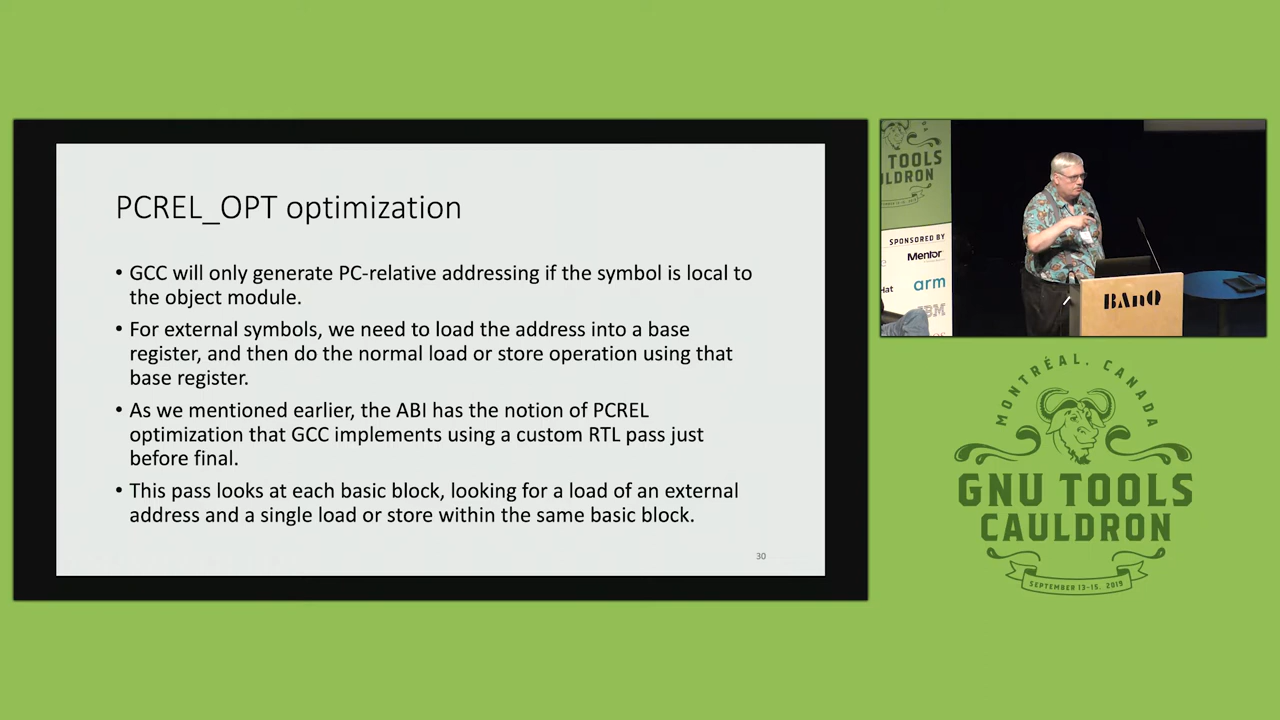 PCREL_OPT optimization
• GCC will only generate PC-relative addressing if the symbol is local to
the object module.
• For external symbols, we need to load the address into a base
register, and then do the normal load or store operation using that
base register.
• As we mentioned earlier, the ABI has the notion of PCREL
optimization that GCC implements using a custom RTL pass just
before final.
• This pass looks at each basic block, looking for a load of an external
address and a single load or store within the same basic block.
30
TOOLS
SPONSORED BY
Mentor
Hat
arm
IBM
BAnQ
MONTRÉAL, CANADA
GNU TOOLS
CAULDRON
SEPTEMBER 13-15, 2019